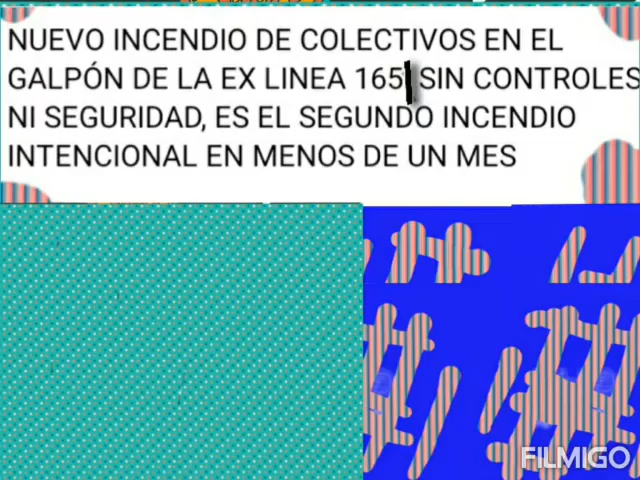 NUEVO INCENDIO DE COLECTIVOS EN EL
GALPÓN DE LA EX LINEA 165 SIN CONTROLES
NI SEGURIDAD, ES EL SEGUNDO INCENDIO
INTENCIONAL EN MENOS DE UN MES
FILMIGO